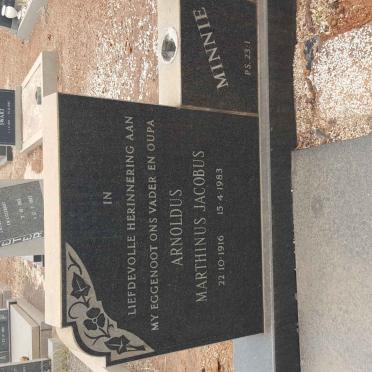 IN
LIEFDEVOLLE HERINNERING AAN
MY EGGENOOT ONS VADER EN OUPA
ARNOLDUS
MARTHINUS JACOBUS
22·10·1916 15·4·1983
MINNIE
PS. 23:1